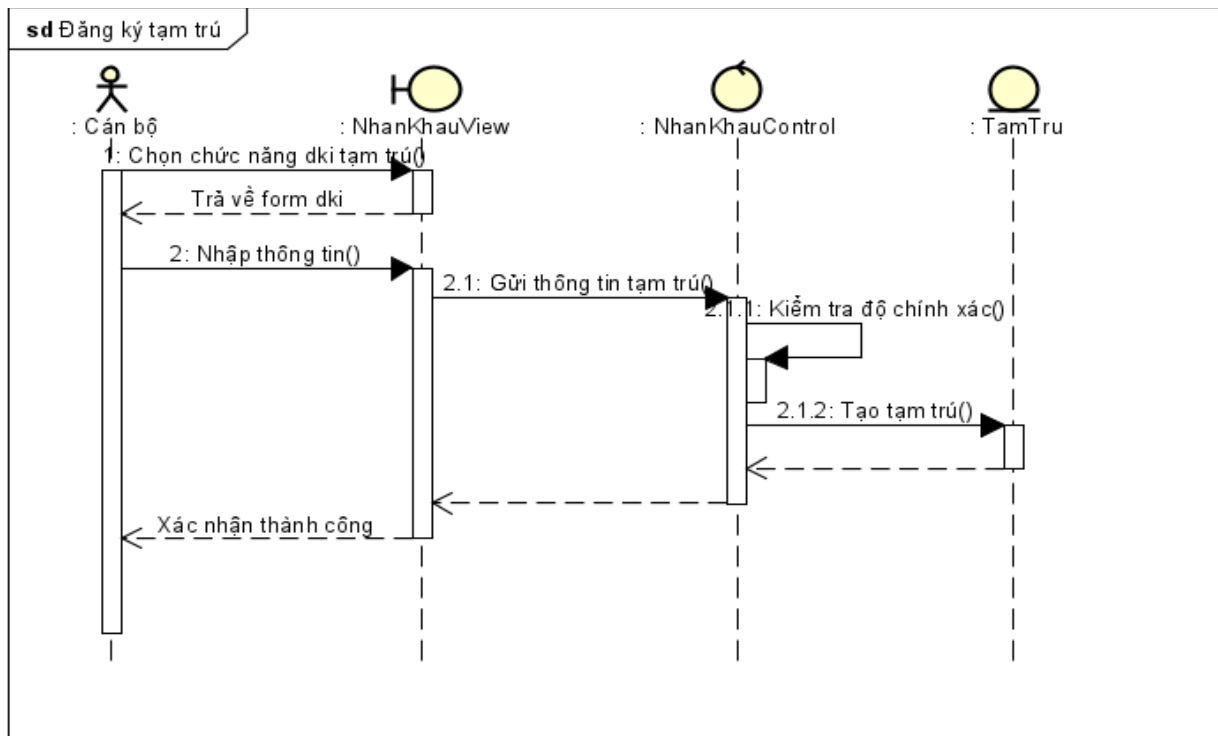 sd Đăng ký tạm trú
: Cán bộ
: NhanKhauView
: NhanKhauControl
: TamTru
1: Chọn chức năng dki tạm trú()
Trả về form dki
2: Nhập thông tin()
2.1: Gửi thông tin tạm trú()
2.1.1: Kiểm tra độ chính xác()
2.1.2: Tạo tạm trú()
Xác nhận thành công